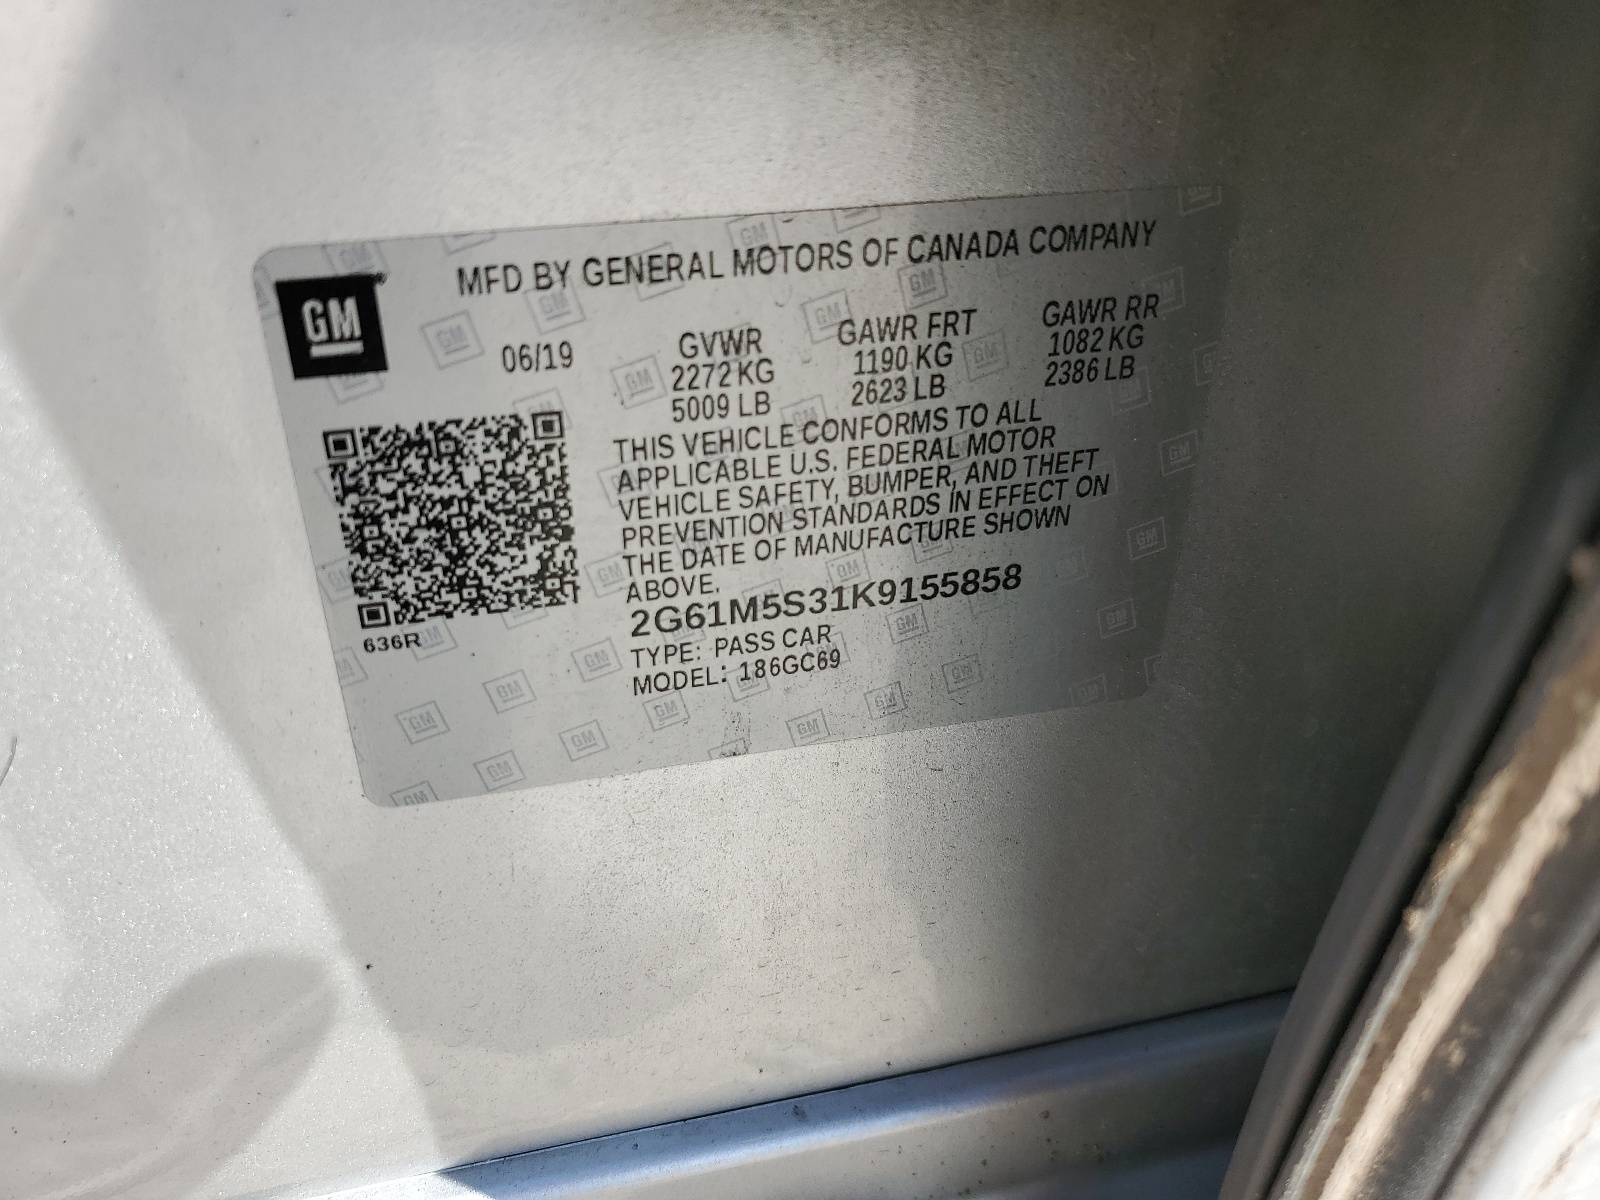 GM
MFD BY GENERAL MOTORS OF CANADA COMPANY
06/19 GVWR GAWR FRT GAWR RR
2272 KG 1190 KG 1082 KG
5009 LB 2623 LB 2386 LB
THIS VEHICLE CONFORMS TO ALL
APPLICABLE U.S. FEDERAL MOTOR
VEHICLE SAFETY, BUMPER, AND THEFT
PREVENTION STANDARDS IN EFFECT ON
THE DATE OF MANUFACTURE SHOWN
ABOVE.
2G61M5S31K9155858
TYPE: PASS CAR
MODEL: 186GC69
636R